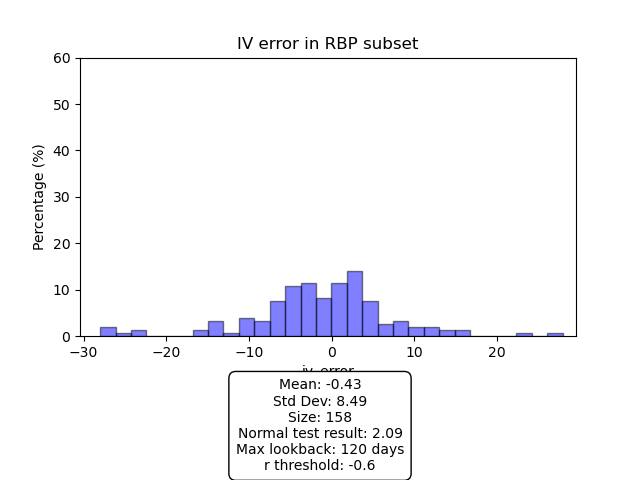 IV error in RBP subset
60
50
40
30
20
10
0
Percentage (%)
−30
−20
−10
0
10
20
iv_error
Mean: -0.43
Std Dev: 8.49
Size: 158
Normal test result: 2.09
Max lookback: 120 days
r threshold: -0.6